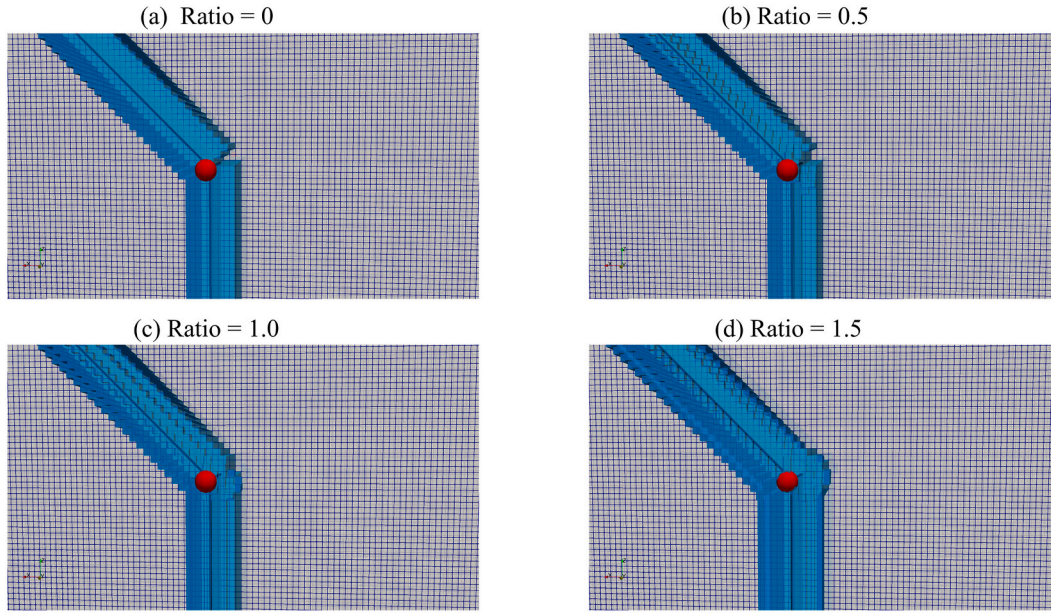 (a) Ratio = 0
(b) Ratio = 0.5
(c) Ratio = 1.0
(d) Ratio = 1.5